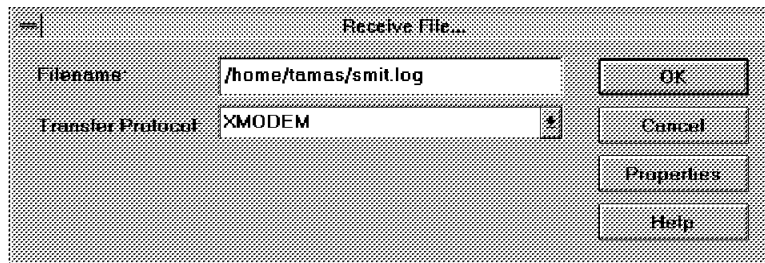 Receive File...
Filename: /home/tamas/smit.log
OK
Transfer Protocol XMODEM
Cancel
Properties
Help